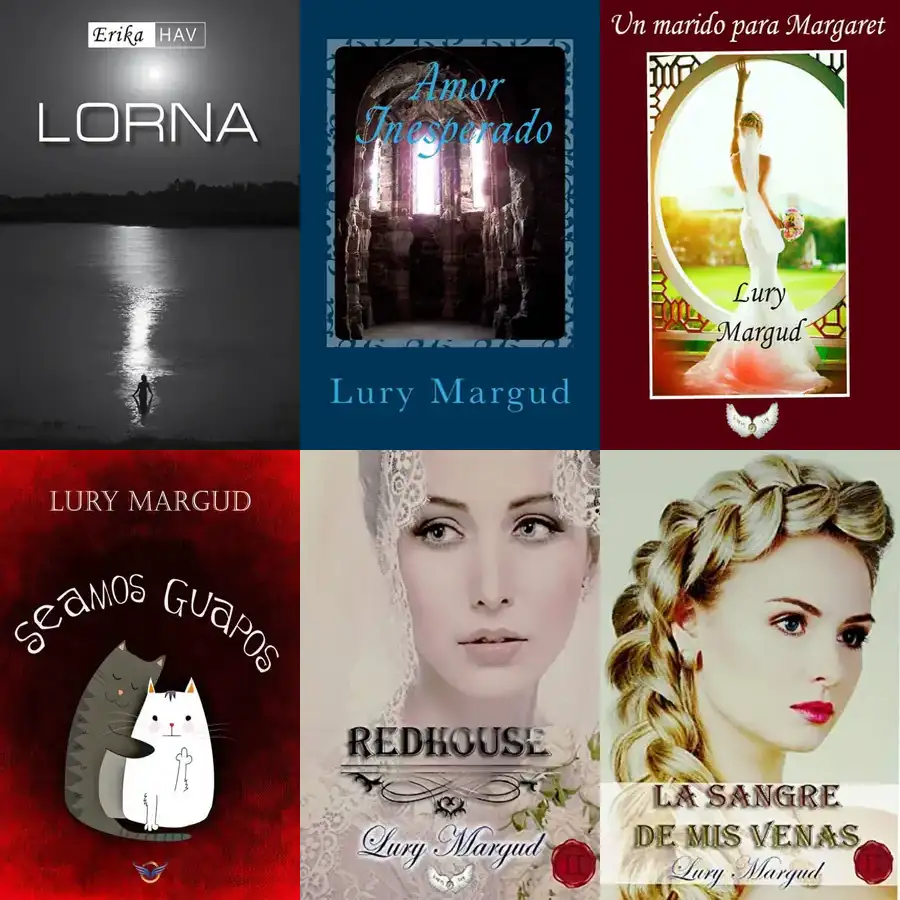 Erika HAV
LORNA
Amor
Inesperado
Lury Margud
Un marido para Margaret
Lury
Margud
LURY MARGUD
SEAMOS GUAPOS
REDHOUSE
Lury Margud
LA SANGRE
DE MIS VENAS
Lury Margud